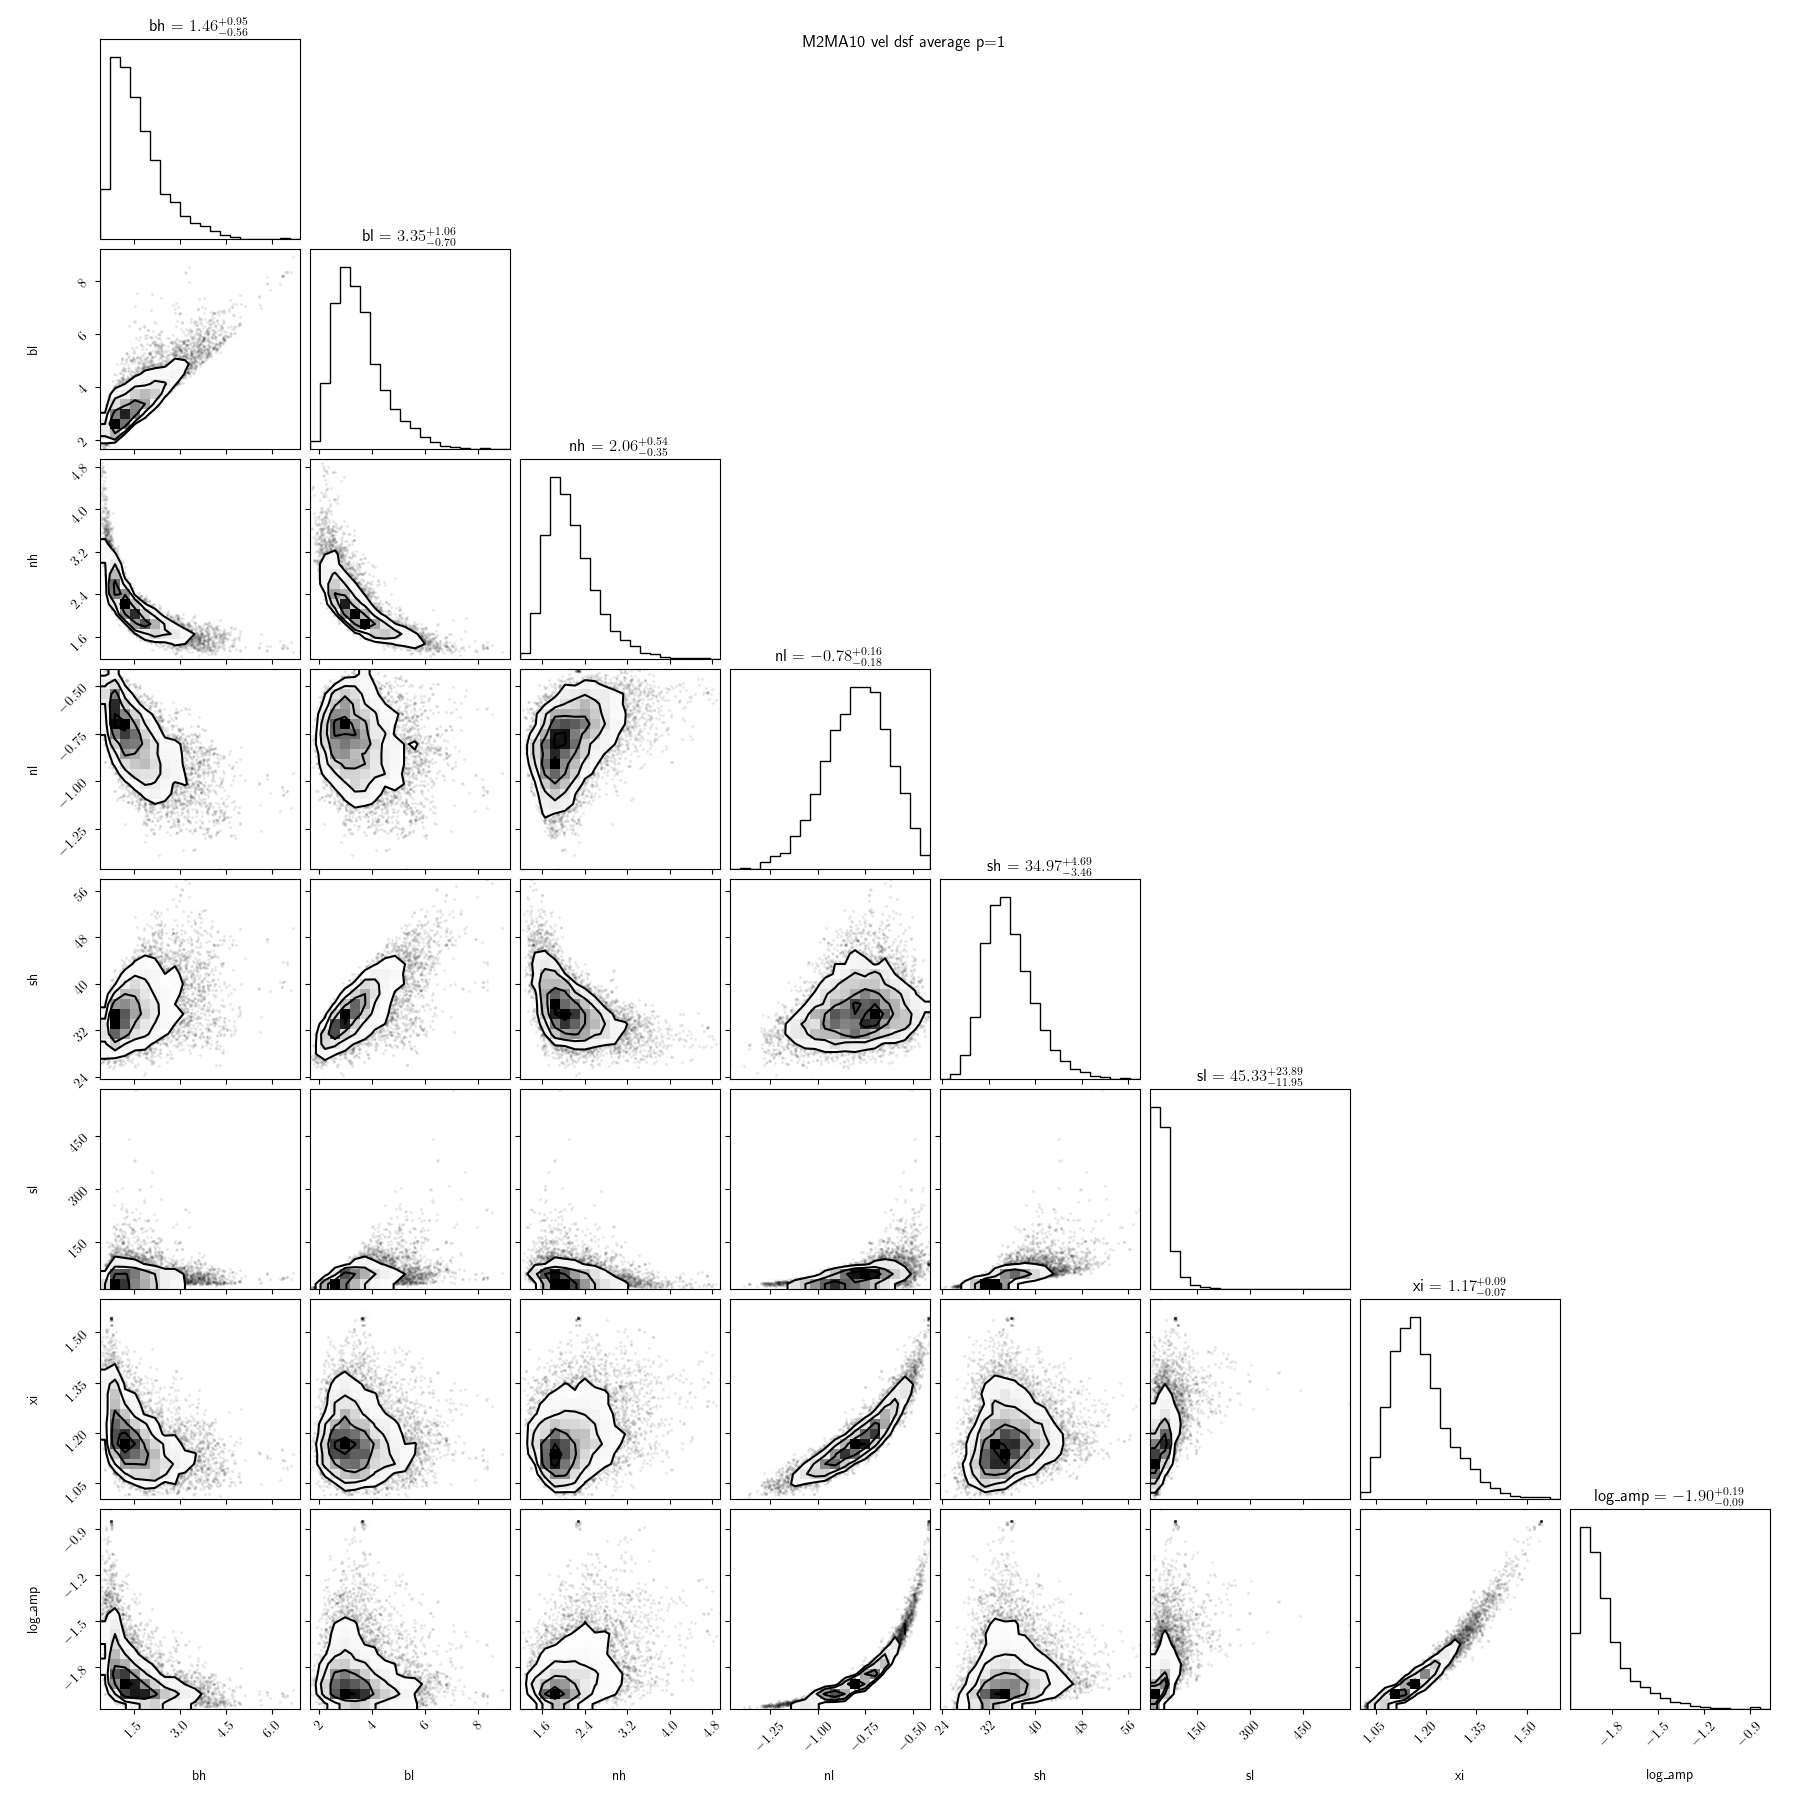 M2MA10 vel dsf average p=1
bh = 1.46+0.95−0.56
bl = 3.35+1.06−0.70
nh = 2.06+0.54−0.35
nl = −0.78+0.16−0.18
sh = 34.97+4.69−3.46
sl = 45.33+23.89−11.95
xi = 1.17+0.09−0.07
log_amp = −1.90+0.19−0.09
bl
8
6
4
2
nh
4.8
4.0
3.2
2.4
1.6
nl
−0.50
−0.75
−1.00
−1.25
sh
56
48
40
32
24
sl
450
300
150
xi
1.50
1.35
1.20
1.05
log_amp
−0.9
−1.2
−1.5
−1.8
1.5 3.0 4.5 6.0
2 4 6 8
1.6 2.4 3.2 4.0 4.8
−1.25 −1.00 −0.75 −0.50
24 32 40 48 56
150 300 450
1.05 1.20 1.35 1.50
−1.8 −1.5 −1.2 −0.9
bh bl nh nl sh sl xi log_amp